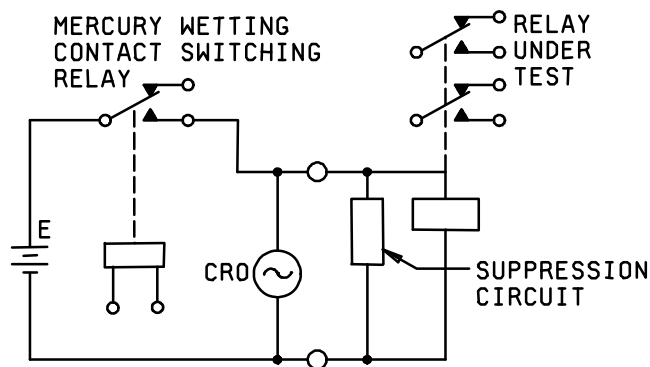 MERCURY WETTING
CONTACT SWITCHING
RELAY
RELAY
UNDER
TEST
E
CRO
SUPPRESSION
CIRCUIT